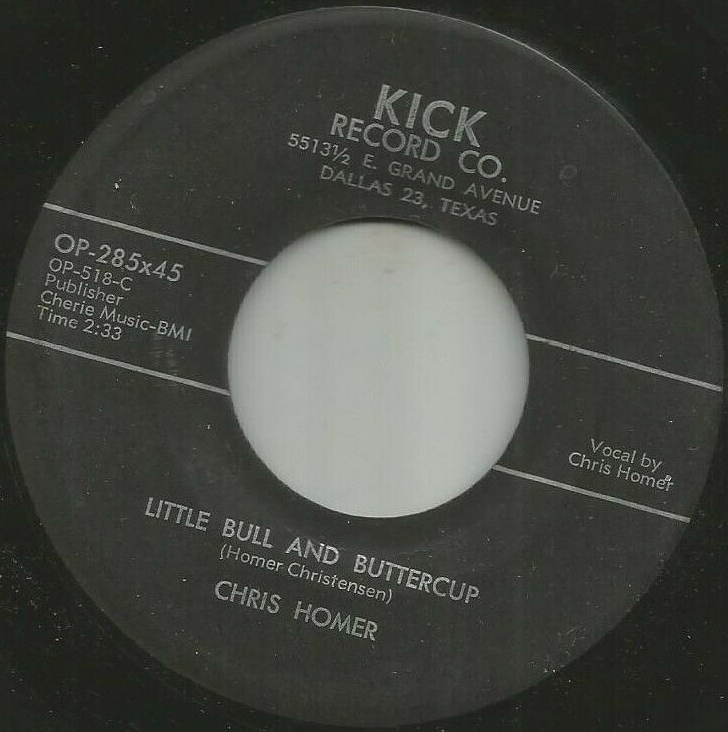 KICK
RECORD CO.
5513½ E. GRAND AVENUE
DALLAS 23, TEXAS
OP-285x45
OP-518-C
Publisher
Cherie Music-BMI
Time 2:33
Vocal by
Chris Homer
LITTLE BULL AND BUTTERCUP
(Homer Christensen)
CHRIS HOMER